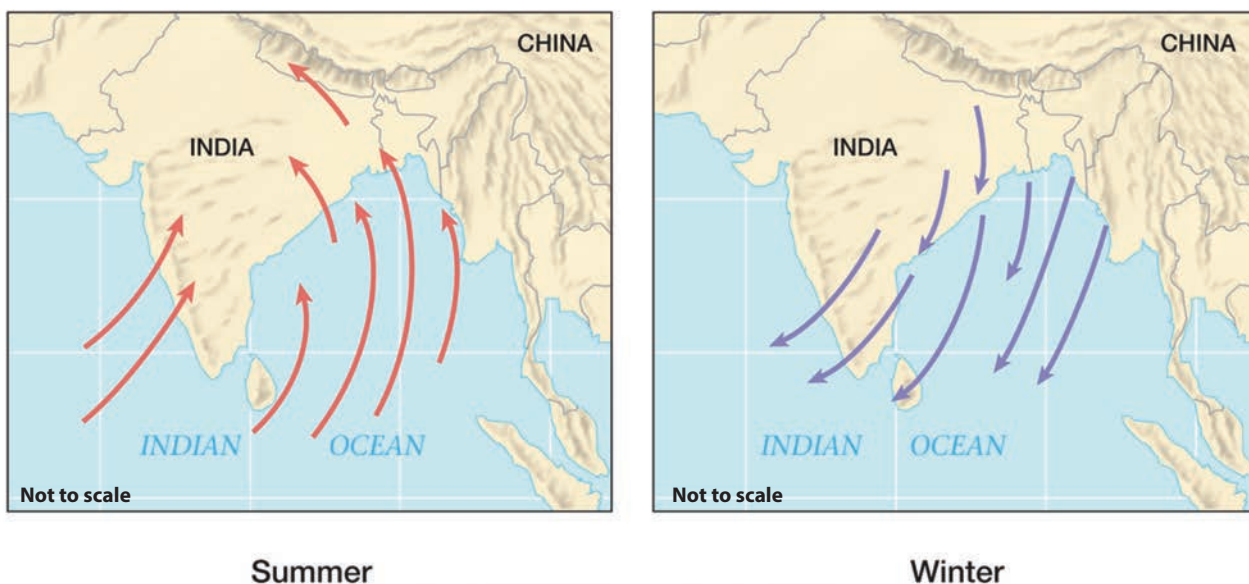 CHINA
INDIA
INDIAN OCEAN
Not to scale
Summer
CHINA
INDIA
INDIAN OCEAN
Not to scale
Winter